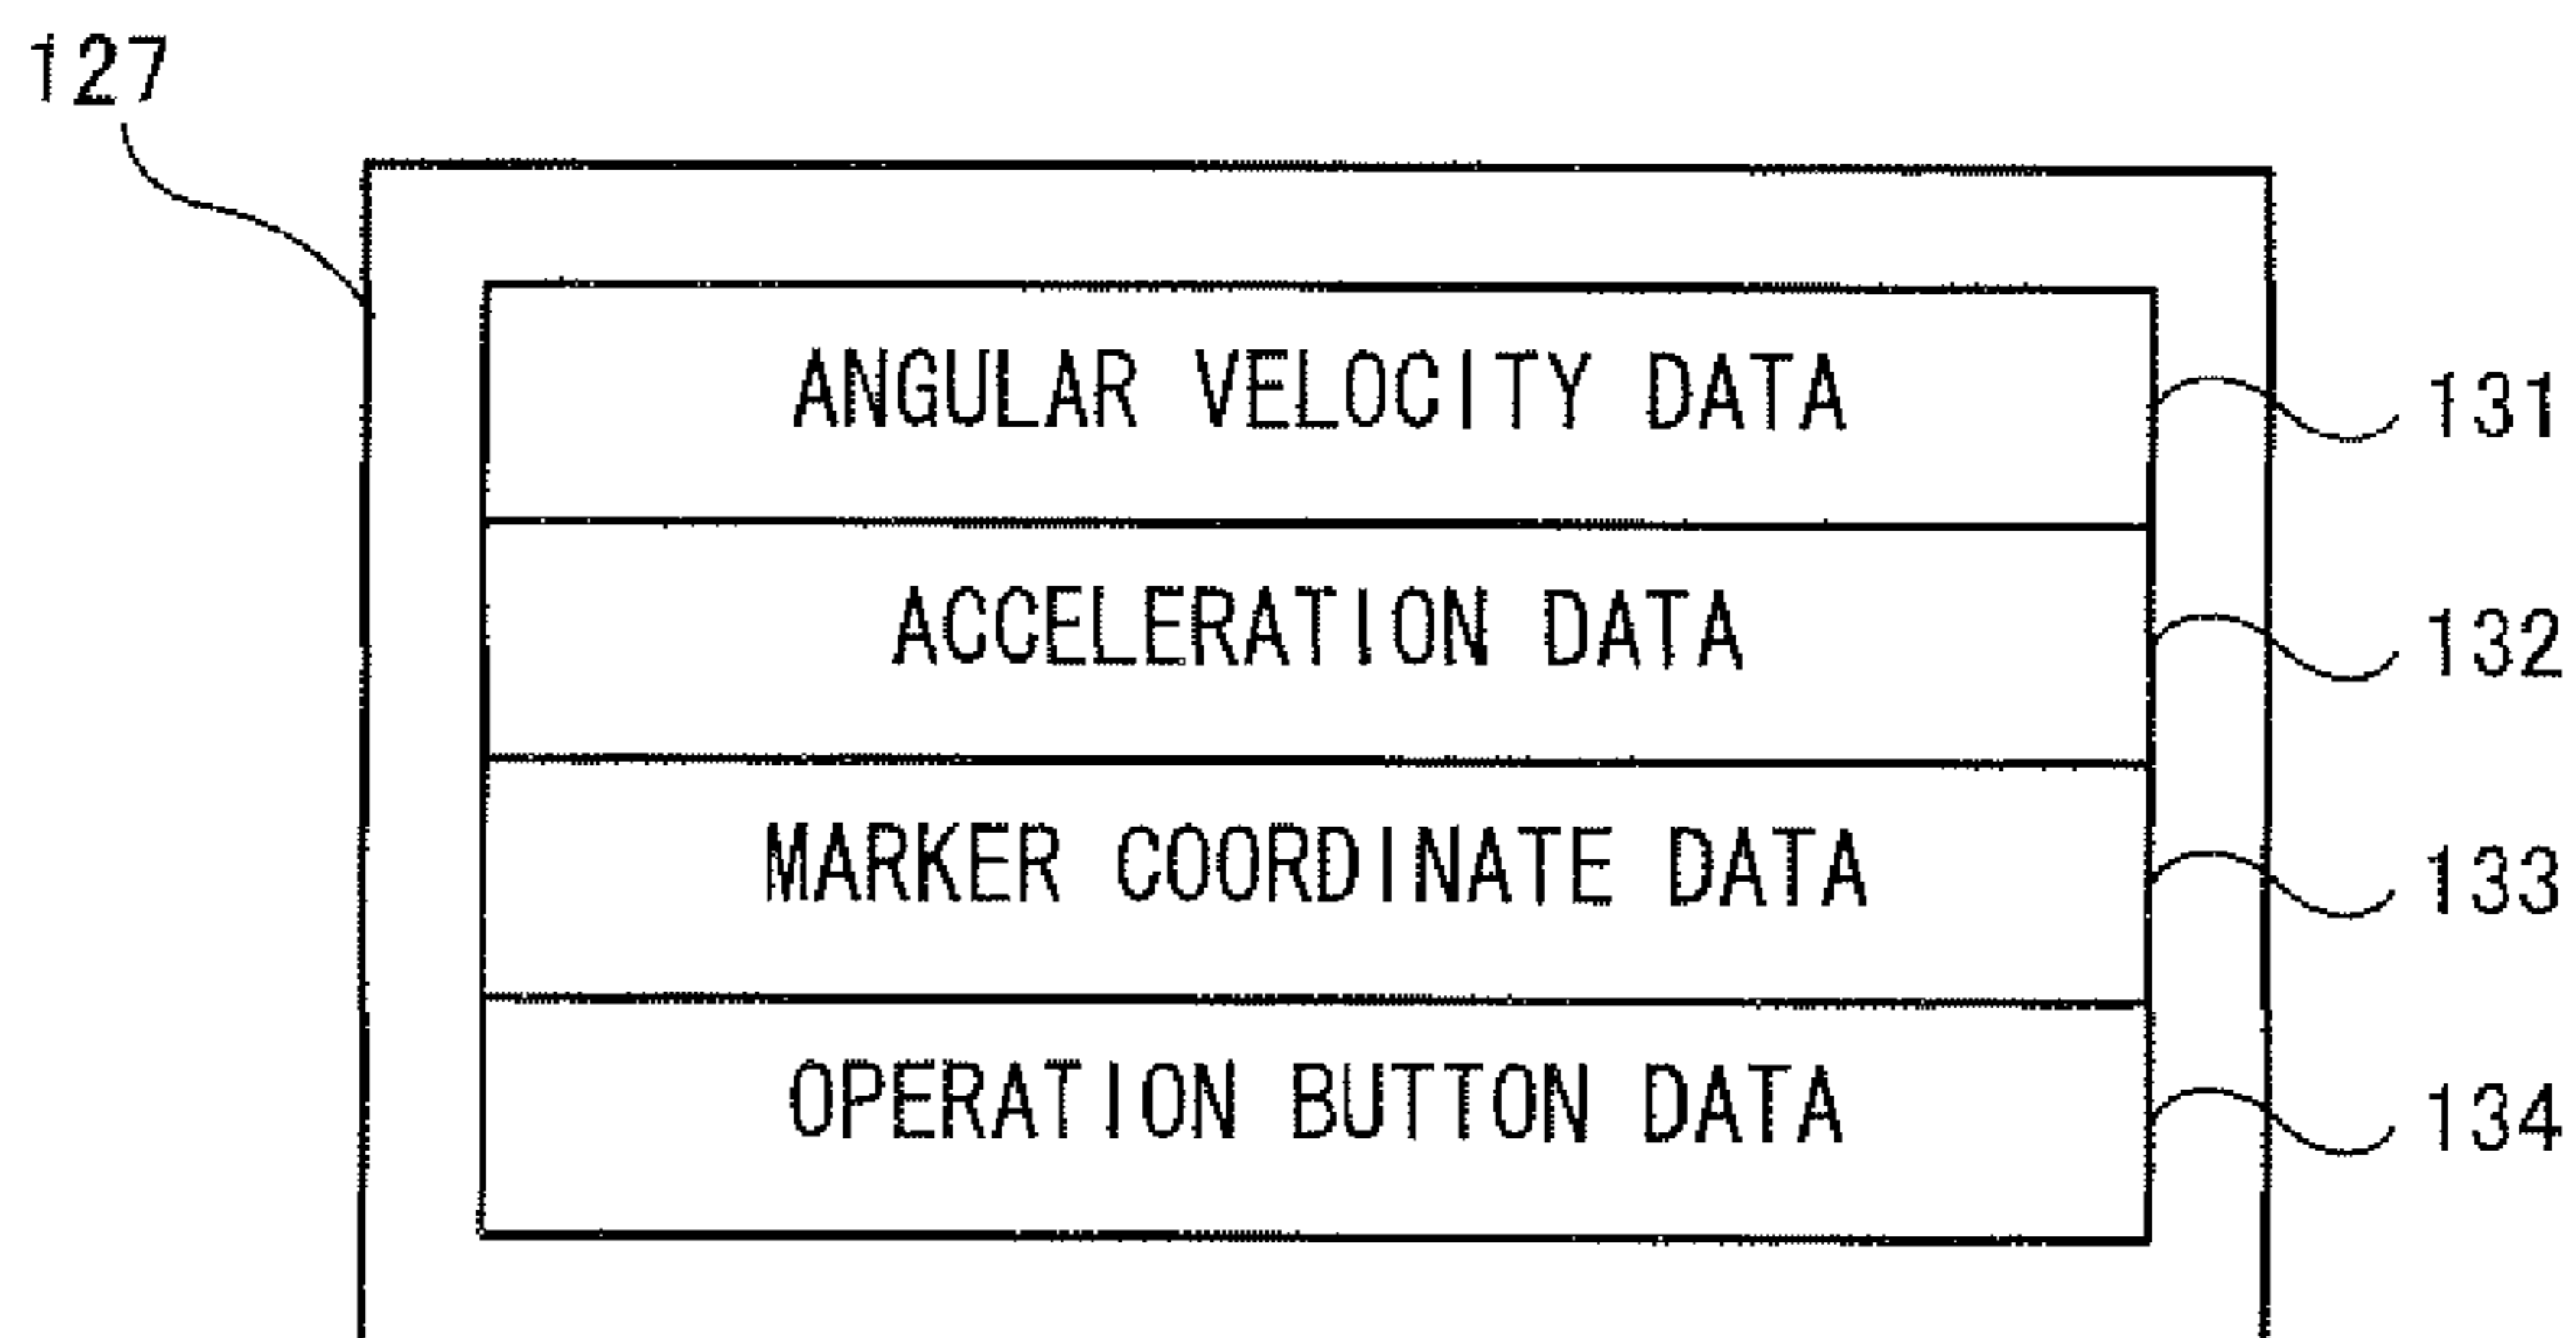 127
ANGULAR VELOCITY DATA 131
ACCELERATION DATA 132
MARKER COORDINATE DATA 133
OPERATION BUTTON DATA 134